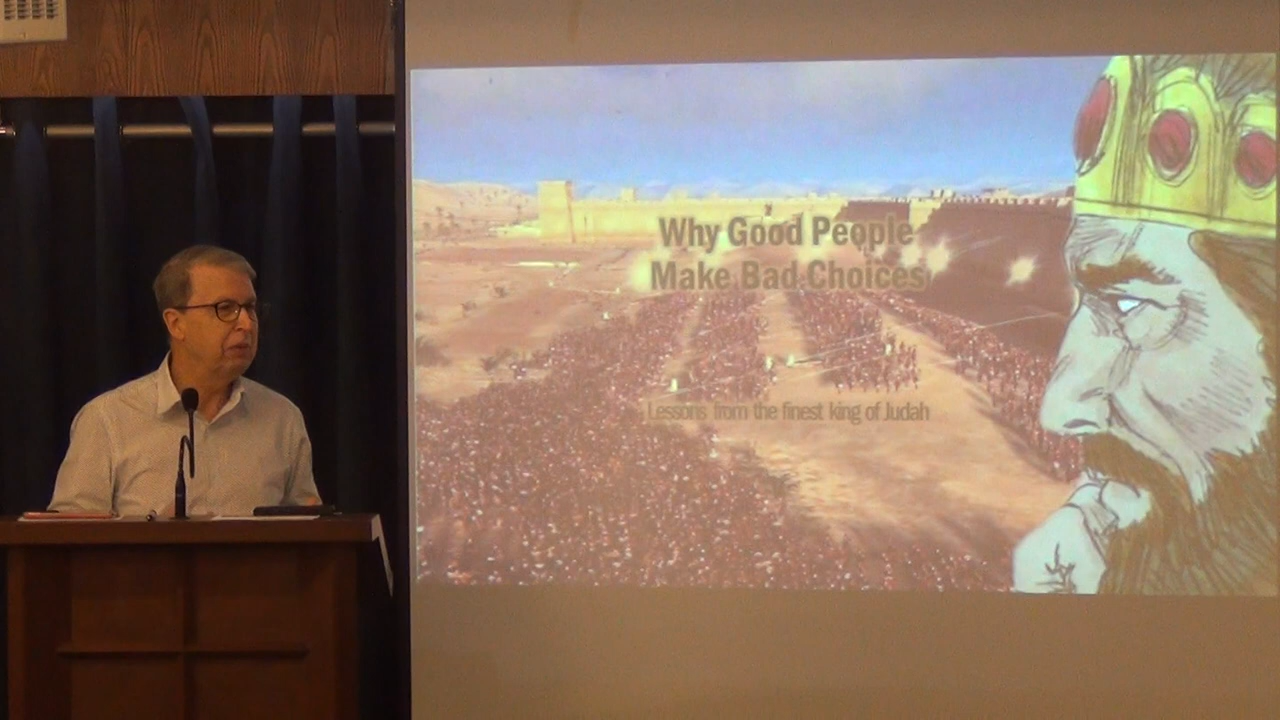 Why Good People
Make Bad Choices
Lessons from the finest king of Judah